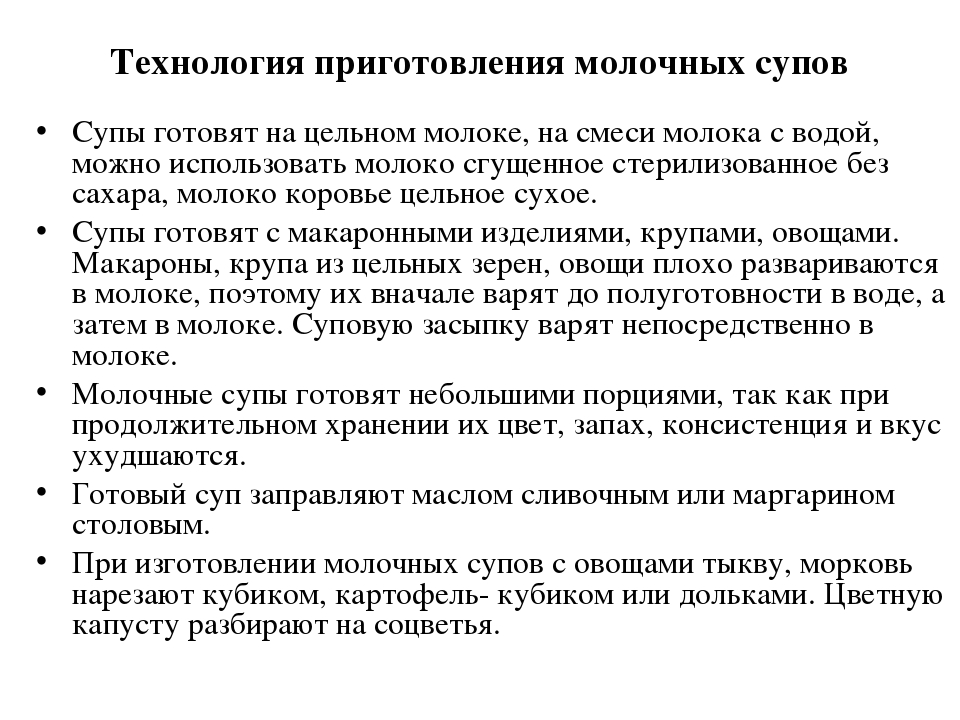 Технология приготовления молочных супов
• Супы готовят на цельном молоке, на смеси молока с водой,
можно использовать молоко сгущенное стерилизованное без
сахара, молоко коровье цельное сухое.
• Супы готовят с макаронными изделиями, крупами, овощами.
Макароны, крупа из цельных зерен, овощи плохо развариваются
в молоке, поэтому их вначале варят до полуготовности в воде, а
затем в молоке. Суповую засыпку варят непосредственно в
молоке.
• Молочные супы готовят небольшими порциями, так как при
продолжительном хранении их цвет, запах, консистенция и вкус
ухудшаются.
• Готовый суп заправляют маслом сливочным или маргарином
столовым.
• При изготовлении молочных супов с овощами тыкву, морковь
нарезают кубиком, картофель- кубиком или дольками. Цветную
капусту разбирают на соцветья.